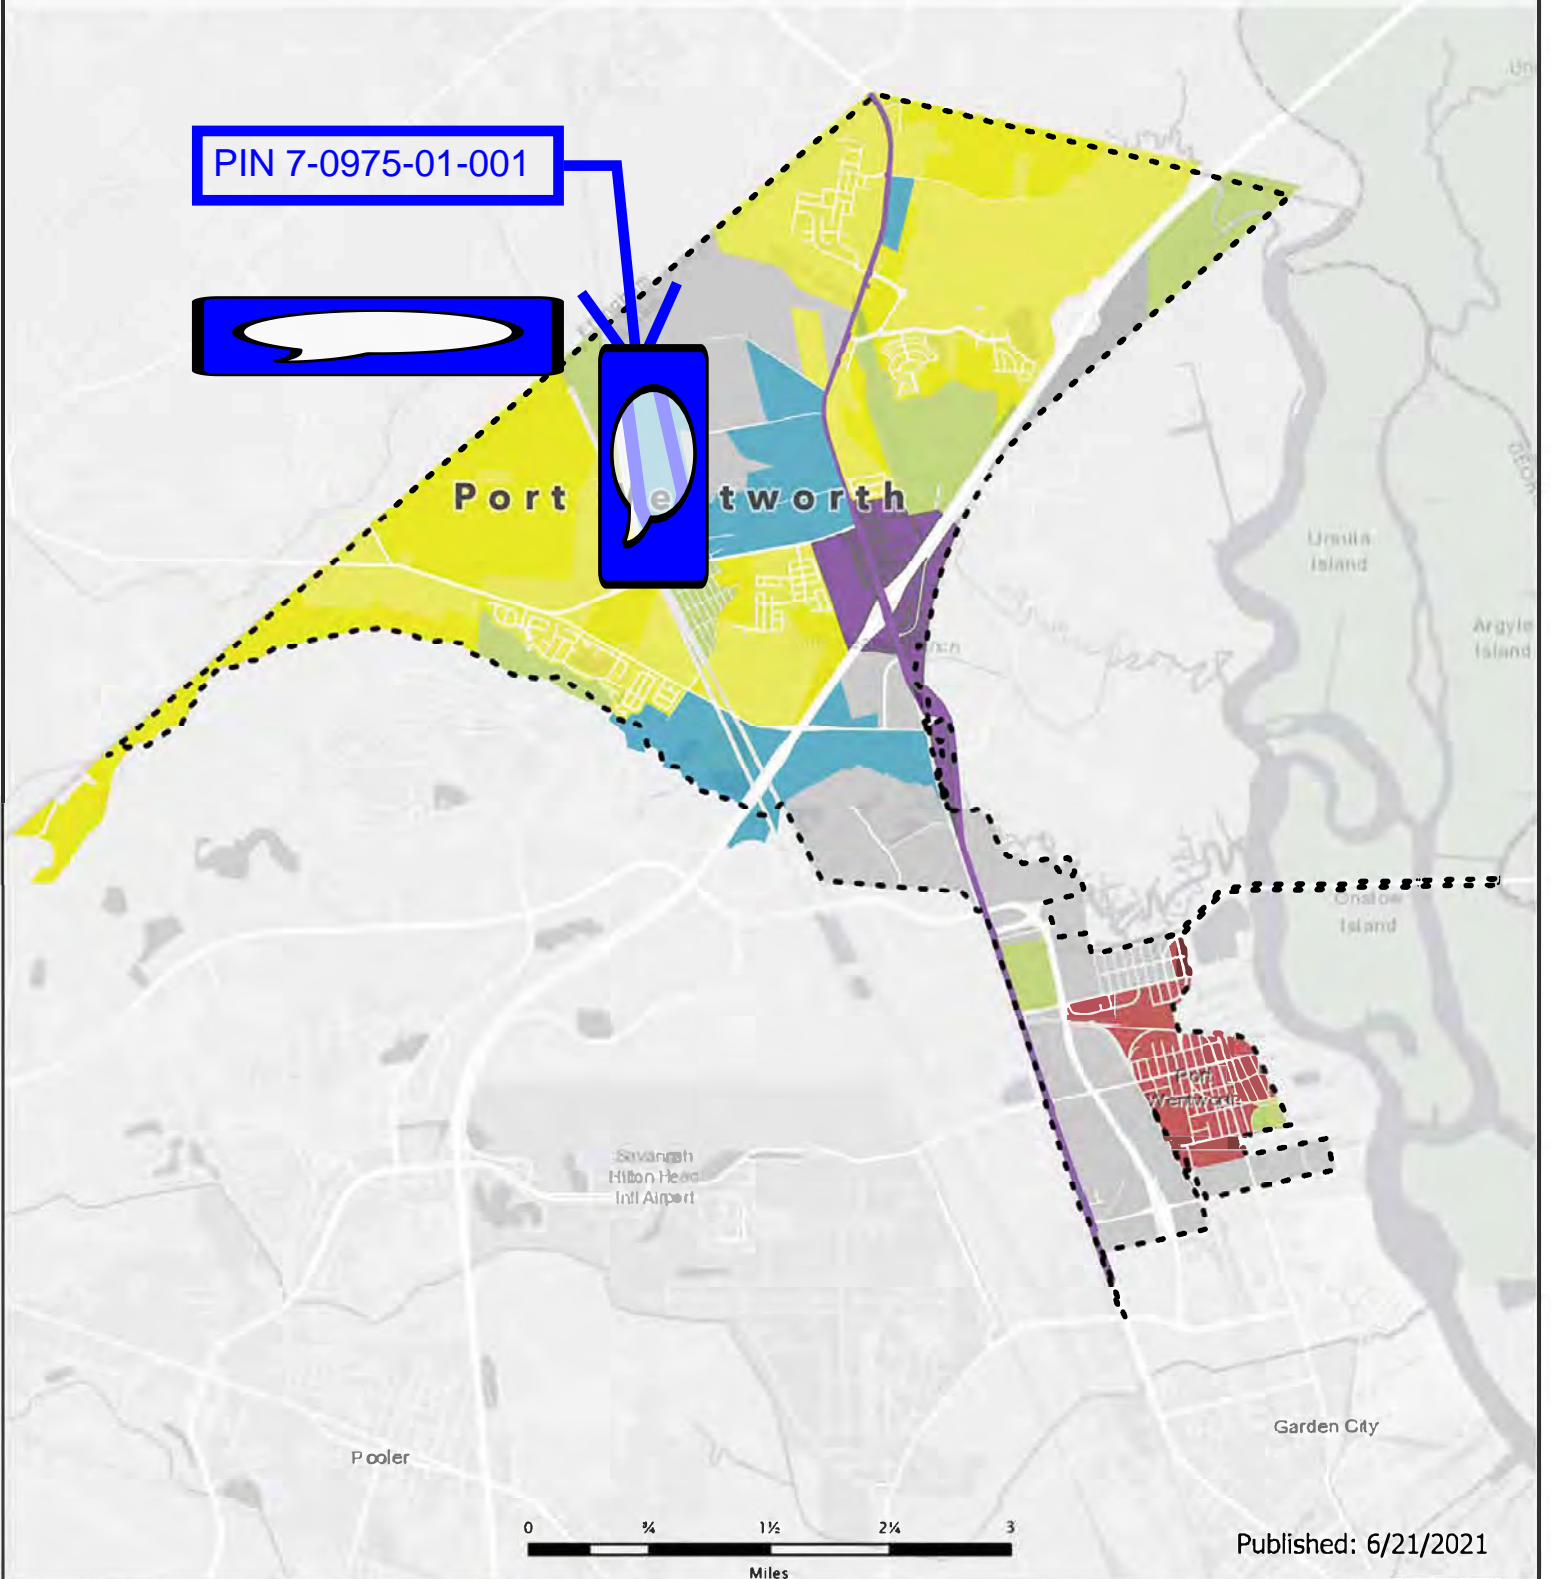 PIN 7-0975-01-001
Port We tworth
Ursula
Island
Argyle
Island
Onslow
Island
Port
Wentworth
Savannah
Hilton Head
Intl Airport
Garden City
Pooler
0 ¾ 1½ 2¼ 3
Miles
Published: 6/21/2021